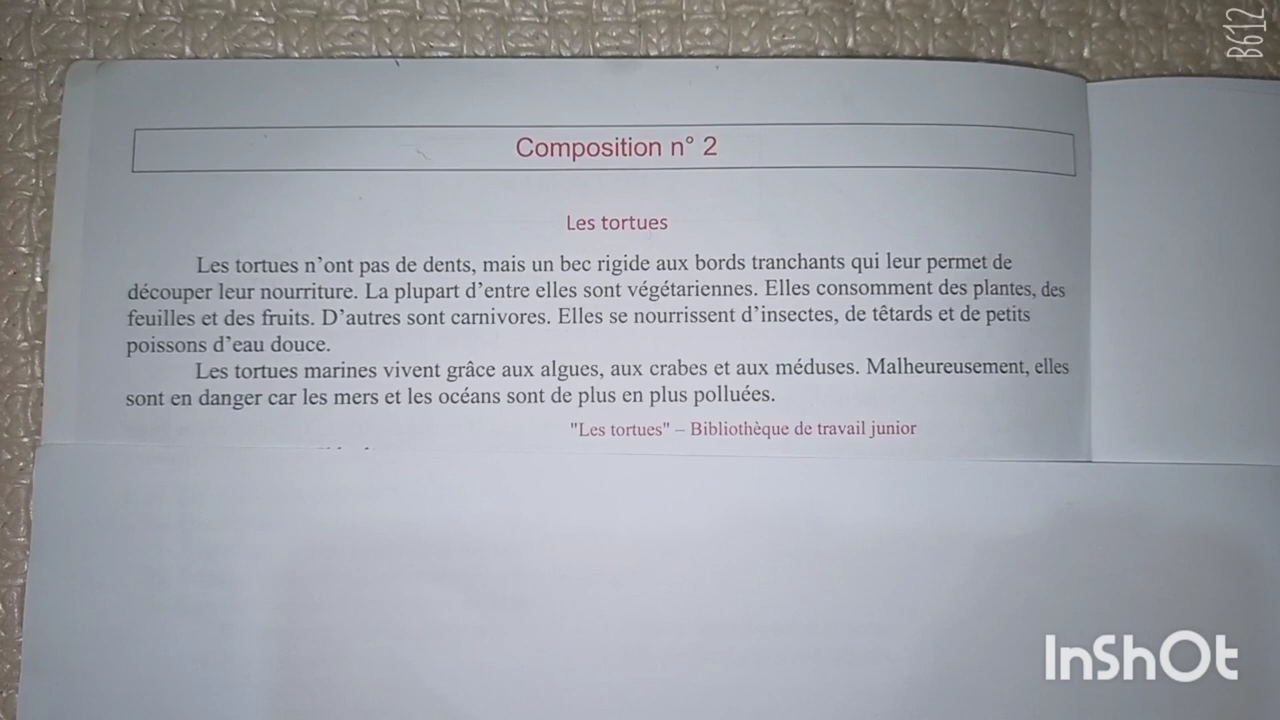 B612
Composition n° 2
Les tortues
Les tortues n'ont pas de dents, mais un bec rigide aux bords tranchants qui leur permet de
découper leur nourriture. La plupart d'entre elles sont végétariennes. Elles consomment des plantes, des
feuilles et des fruits. D'autres sont carnivores. Elles se nourrissent d'insectes, de têtards et de petits
poissons d'eau douce.
Les tortues marines vivent grâce aux algues, aux crabes et aux méduses. Malheureusement, elles
sont en danger car les mers et les océans sont de plus en plus polluées.
"Les tortues" – Bibliothèque de travail junior
InShOt